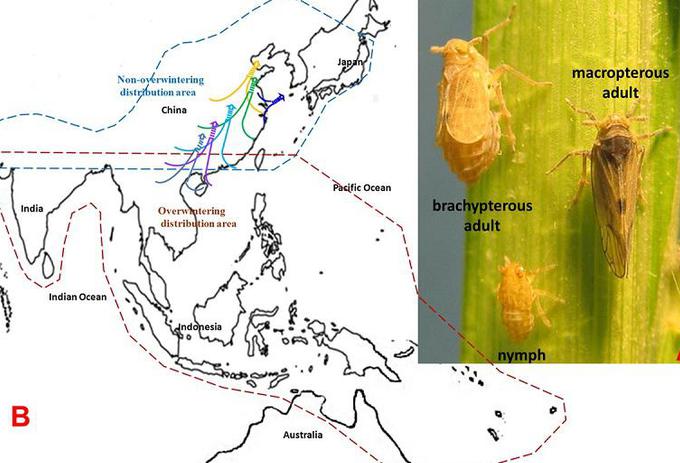 Non-overwintering
distribution area
Japan
China
macropterous
adult
Pacific Ocean
brachypterous
adult
India
Overwintering
distribution area
Indian Ocean
Indonesia
nymph
B
Australia